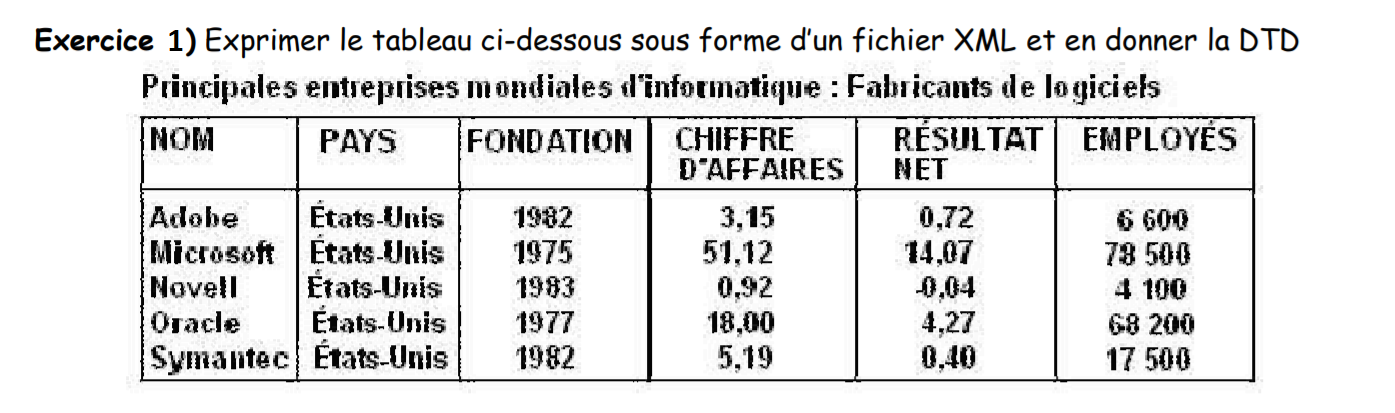 Exercice 1) Exprimer le tableau ci-dessous sous forme d'un fichier XML et en donner la DTD
Principales entreprises mondiales d'informatique : Fabricants de logiciels
NOM PAYS FONDATION CHIFFRE D'AFFAIRES RÉSULTAT NET EMPLOYÉS
Adobe États-Unis 1982 3,15 0,72 6 600
Microsoft États-Unis 1975 51,12 14,07 78 500
Novell États-Unis 1983 0,92 -0,04 4 100
Oracle États-Unis 1977 18,00 4,27 68 200
Symantec États-Unis 1982 5,19 0,40 17 500